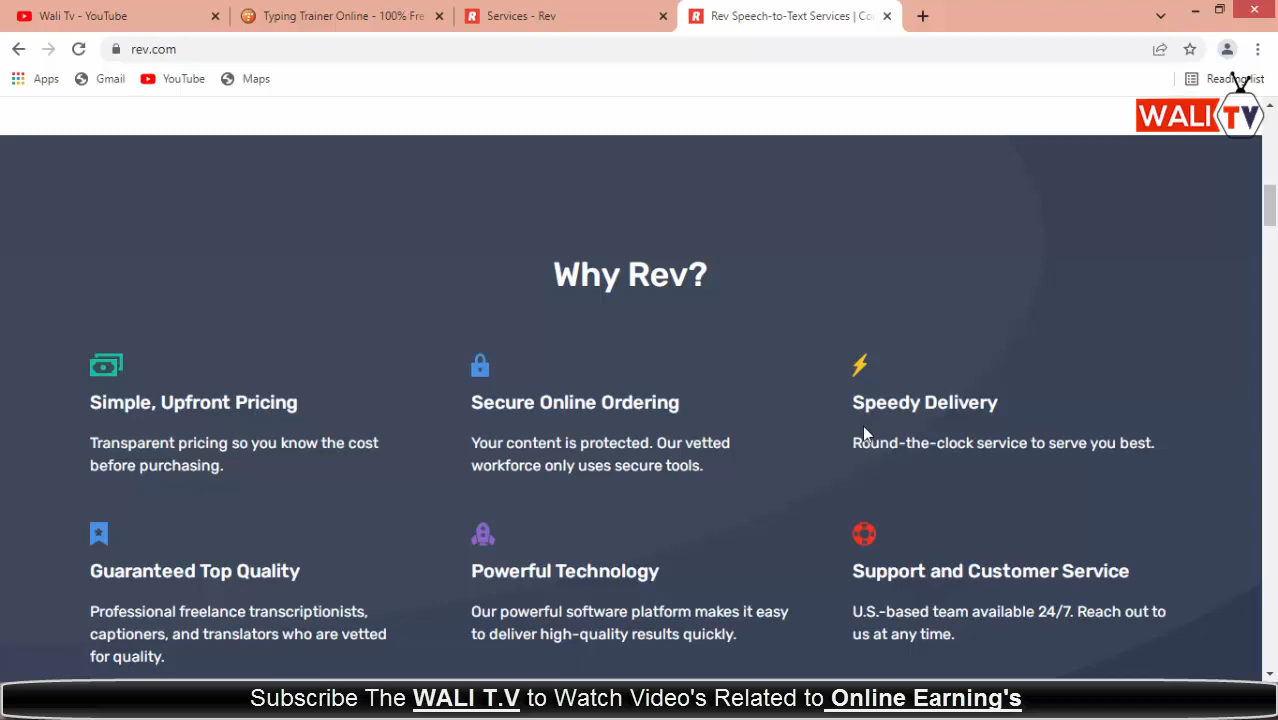 Wali Tv - YouTube
Typing Trainer Online - 100% Fre
Services - Rev
Rev Speech-to-Text Services | Co
rev.com
Apps
Gmail
YouTube
Maps
Reading list
WALI TV
Why Rev?
Simple, Upfront Pricing
Transparent pricing so you know the cost
before purchasing.
Secure Online Ordering
Your content is protected. Our vetted
workforce only uses secure tools.
Speedy Delivery
Round-the-clock service to serve you best.
Guaranteed Top Quality
Professional freelance transcriptionists,
captioners, and translators who are vetted
for quality.
Powerful Technology
Our powerful software platform makes it easy
to deliver high-quality results quickly.
Support and Customer Service
U.S.-based team available 24/7. Reach out to
us at any time.
Subscribe The WALI T.V to Watch Video's Related to Online Earning's